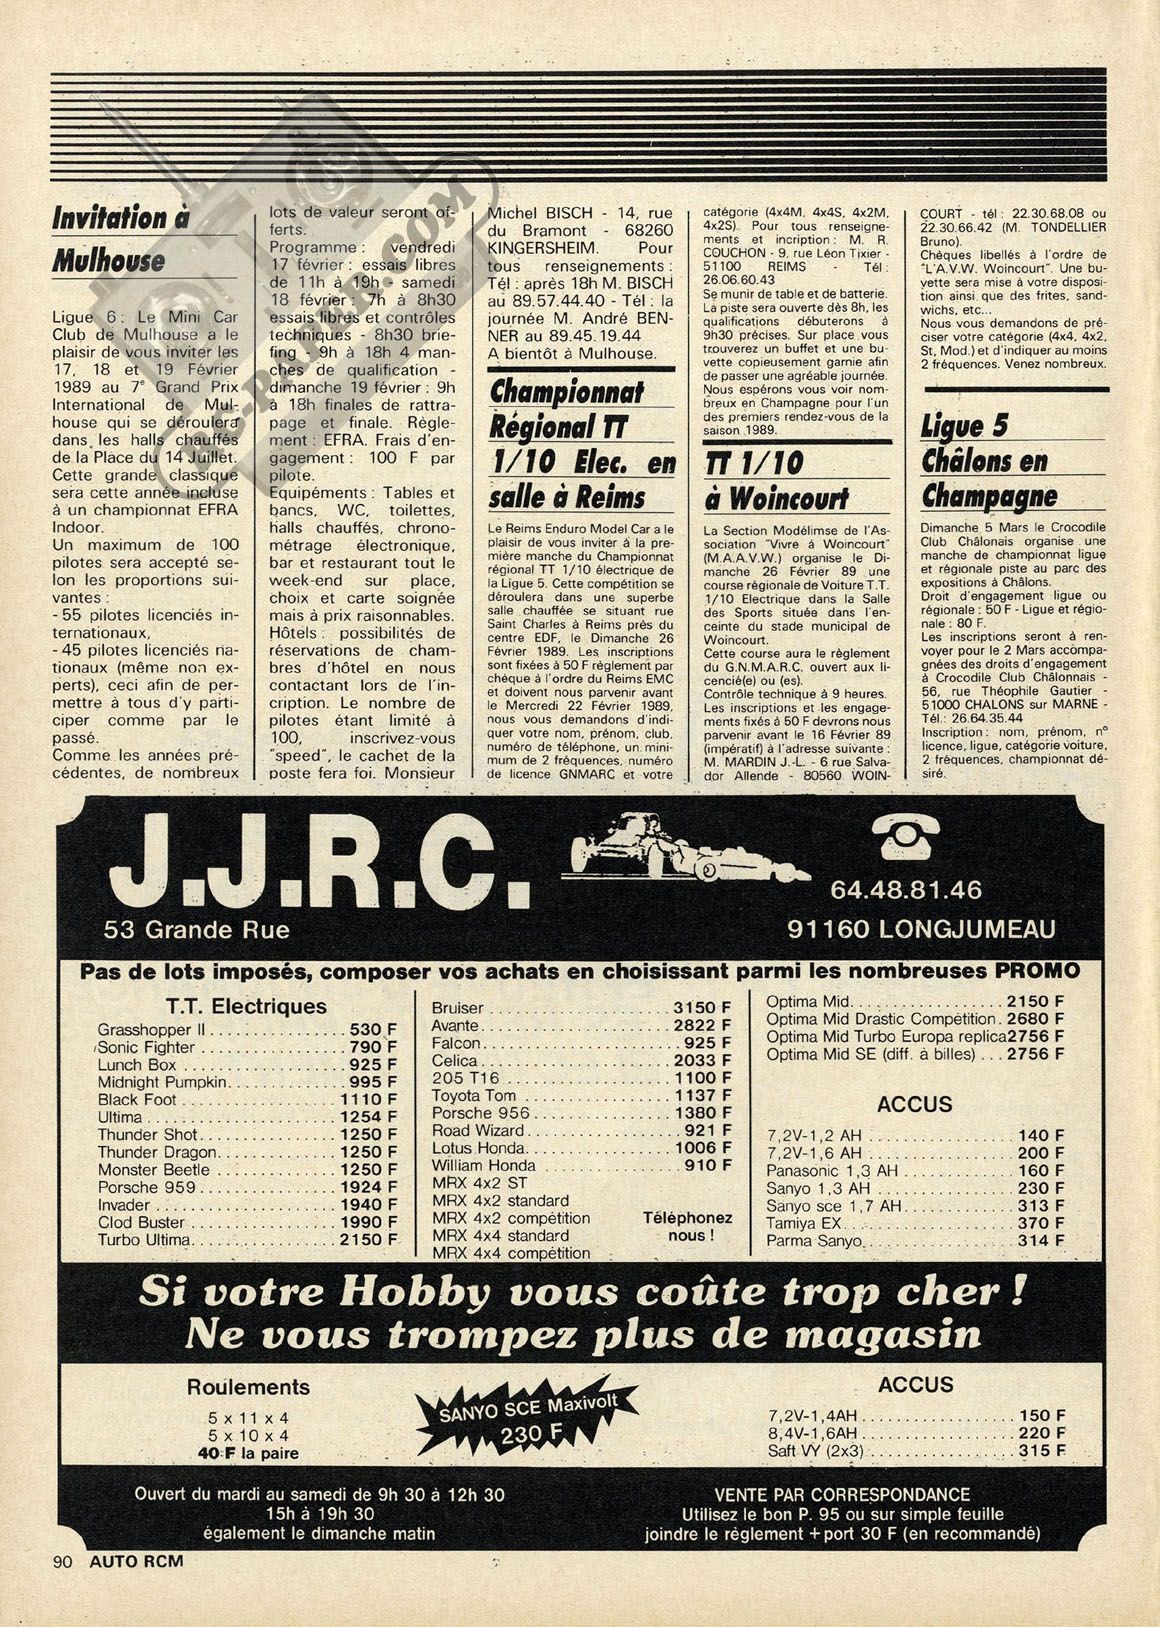 Invitation à
Mulhouse
Ligue 6 : Le Mini Car
Club de Mulhouse a le
plaisir de vous inviter les
17, 18 et 19 Février
1989 au 7e Grand Prix
International de Mul-
house qui se déroulera
dans les halls chauffés
de la Place du 14 Juillet.
Cette grande classique
sera cette année incluse
à un championnat EFRA
Indoor.
Un maximum de 100
pilotes sera accepté se-
lon les proportions sui-
vantes :
- 55 pilotes licenciés in-
ternationaux,
- 45 pilotes licenciés na-
tionaux (même non ex-
perts), ceci afin de per-
mettre à tous d'y parti-
ciper comme par le
passé.
Comme les années pré-
cédentes, de nombreux
lots de valeur seront of-
ferts.
Programme : vendredi
17 février : essais libres
de 11h à 19h - samedi
18 février : 7h à 8h30
essais libres et contrôles
techniques - 8h30 brie-
fing - 9h à 18h 4 man-
ches de qualification -
dimanche 19 février : 9h
à 18h finales de rattra-
page et finale. Règle-
ment : EFRA. Frais d'en-
gagement : 100 F par
pilote.
Equipéments : Tables et
bancs, WC, toilettes,
halls chauffés, chrono-
métrage électronique,
bar et restaurant tout le
week-end sur place,
choix et carte soignée
mais à prix raisonnables.
Hôtels : possibilités de
réservations de cham-
bres d'hôtel en nous
contactant lors de l'in-
cription. Le nombre de
pilotes étant limité à
100, inscrivez-vous
"speed", le cachet de la
poste fera foi. Monsieur
Michel BISCH - 14, rue
du Bramont - 68260
KINGERSHEIM. Pour
tous renseignements :
Tél : après 18h M. BISCH
au 89.57.44.40 - Tél : la
journée M. André BEN-
NER au 89.45.19.44
A bientôt à Mulhouse.
Championnat
Régional TT
1/10 Elec. en
salle à Reims
Le Reims Enduro Model Car a le
plaisir de vous inviter à la pre-
mière manche du Championnat
régional TT 1/10 électrique de
la Ligue 5. Cette compétition se
déroulera dans une superbe
salle chauffée se situant rue
Saint Charles à Reims près du
centre EDF, le Dimanche 26
Février 1989. Les inscriptions
sont fixées à 50 F règlement par
chèque à l'ordre du Reims EMC
et doivent nous parvenir avant
le Mercredi 22 Février 1989,
nous vous demandons d'indi-
quer votre nom, prénom, club,
numéro de téléphone, un mini-
mum de 2 fréquences, numéro
de licence GNMARC et votre
catégorie (4x4M, 4x4S, 4x2M,
4x2S). Pour tous renseigne-
ments et incription : M. R.
COUCHON - 9, rue Léon Tixier -
51100 REIMS - Tél :
26.06.60.43
Se munir de table et de batterie.
La piste sera ouverte dès 8h, les
qualifications débuterons à
9h30 précises. Sur place vous
trouverez un buffet et une bu-
vette copieusement garnie afin
de passer une agréable journée.
Nous espérons vous voir nom-
breux en Champagne pour l'un
des premiers rendez-vous de la
saison 1989.
TT 1/10
à Woincourt
La Section Modélimse de l'As-
sociation "Vivre à Woincourt"
(M.A.A.V.W.) organise le Di-
manche 26 Février 89 une
course régionale de Voiture T.T.
1/10 Electrique dans la Salle
des Sports située dans l'en-
ceinte du stade municipal de
Woincourt.
Cette course aura le règlement
du G.N.M.A.R.C. ouvert aux li-
cencié(e) ou (es).
Contrôle technique à 9 heures.
Les inscriptions et les engage-
ments fixés à 50 F devrons nous
parvenir avant le 16 Février 89
(impératif) à l'adresse suivante :
M. MARDIN J.-L. - 6 rue Salva-
dor Allende - 80560 WOIN-
COURT - tél : 22.30.68.08 ou
22.30.66.42 (M. TONDELLIER
Bruno).
Chèques libellés à l'ordre de
"L'A.V.W. Woincourt". Une bu-
vette sera mise à votre disposi-
tion ainsi que des frites, sand-
wichs, etc...
Nous vous demandons de pré-
ciser votre catégorie (4x4, 4x2,
St, Mod.) et d'indiquer au moins
2 fréquences. Venez nombreux.
Ligue 5
Châlons en
Champagne
Dimanche 5 Mars le Crocodile
Club Châlonais organise une
manche de championnat ligue
et régionale piste au parc des
expositions à Châlons.
Droit d'engagement ligue ou
régionale : 50 F - Ligue et régio-
nale : 80 F.
Les inscriptions seront à ren-
voyer pour le 2 Mars accompa-
gnées des droits d'engagement
à Crocodile Club Châlonnais -
56, rue Théophile Gautier -
51000 CHALONS sur MARNE -
Tél.: 26.64.35.44
Inscription : nom, prénom, n°
licence, ligue, catégorie voiture,
2 fréquences, championnat dé-
siré.
RC-PAPER.COM
J.J.R.C.
53 Grande Rue
64.48.81.46
91160 LONGJUMEAU
Pas de lots imposés, composer vos achats en choisissant parmi les nombreuses PROMO
T.T. Electriques
Grasshopper II 530 F
Sonic Fighter 790 F
Lunch Box 925 F
Midnight Pumpkin 995 F
Black Foot 1110 F
Ultima 1254 F
Thunder Shot 1250 F
Thunder Dragon 1250 F
Monster Beetle 1250 F
Porsche 959 1924 F
Invader 1940 F
Clod Buster 1990 F
Turbo Ultima 2150 F
Bruiser 3150 F
Avante 2822 F
Falcon 925 F
Celica 2033 F
205 T16 1100 F
Toyota Tom 1137 F
Porsche 956 1380 F
Road Wizard 921 F
Lotus Honda 1006 F
William Honda 910 F
MRX 4x2 ST
MRX 4x2 standard
MRX 4x2 compétition
MRX 4x4 standard
MRX 4x4 compétition
Téléphonez
nous !
Optima Mid 2150 F
Optima Mid Drastic Compétition. 2680 F
Optima Mid Turbo Europa replica 2756 F
Optima Mid SE (diff. à billes) 2756 F
ACCUS
7,2V-1,2 AH 140 F
7,2V-1,6 AH 200 F
Panasonic 1,3 AH 160 F
Sanyo 1,3 AH 230 F
Sanyo sce 1,7 AH 313 F
Tamiya EX 370 F
Parma Sanyo 314 F
Si votre Hobby vous coûte trop cher !
Ne vous trompez plus de magasin
Roulements
5 x 11 x 4
5 x 10 x 4
40 F la paire
SANYO SCE Maxivolt
230 F
ACCUS
7,2V-1,4AH 150 F
8,4V-1,6AH 220 F
Saft VY (2x3) 315 F
Ouvert du mardi au samedi de 9h 30 à 12h 30
15h à 19h 30
également le dimanche matin
VENTE PAR CORRESPONDANCE
Utilisez le bon P. 95 ou sur simple feuille
joindre le règlement + port 30 F (en recommandé)
90 AUTO RCM